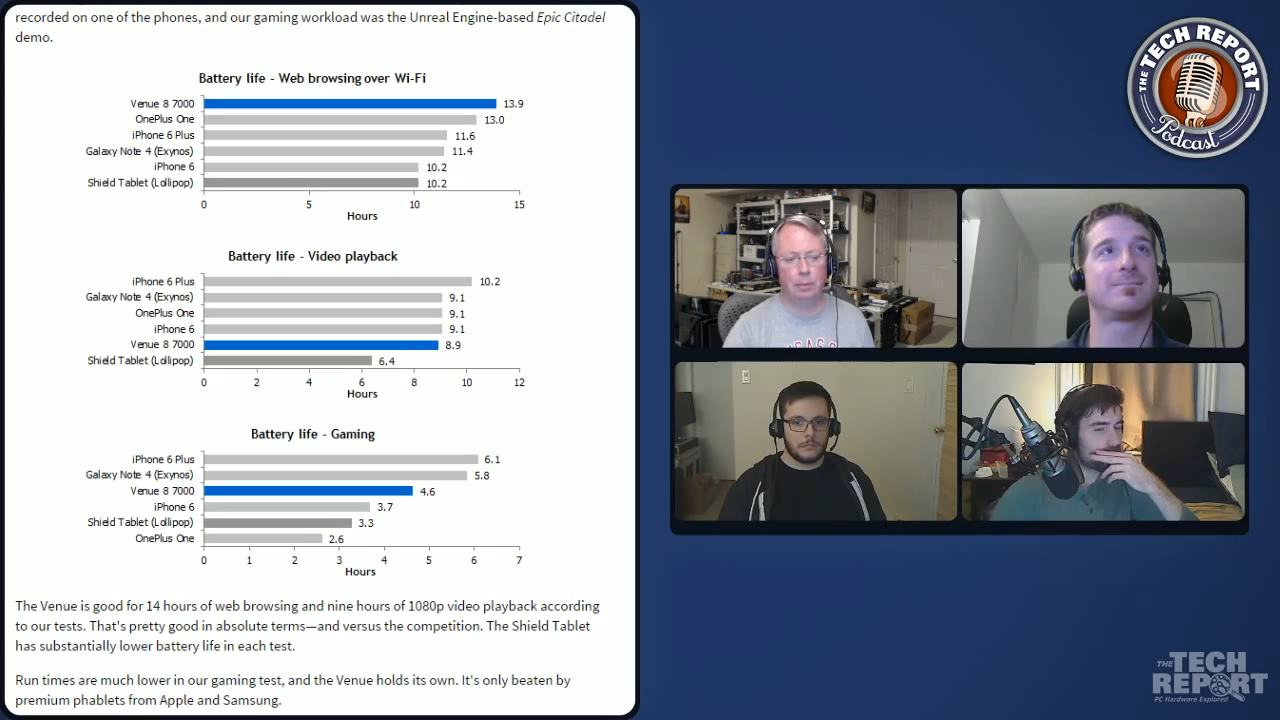 recorded on one of the phones, and our gaming workload was the Unreal Engine-based Epic Citadel
demo.
Battery life - Web browsing over Wi-Fi
Venue 8 7000 13.9
OnePlus One 13.0
iPhone 6 Plus 11.6
Galaxy Note 4 (Exynos) 11.4
iPhone 6 10.2
Shield Tablet (Lollipop) 10.2
0 5 10 15
Hours
Battery life - Video playback
iPhone 6 Plus 10.2
Galaxy Note 4 (Exynos) 9.1
OnePlus One 9.1
iPhone 6 9.1
Venue 8 7000 8.9
Shield Tablet (Lollipop) 6.4
0 2 4 6 8 10 12
Hours
Battery life - Gaming
iPhone 6 Plus 6.1
Galaxy Note 4 (Exynos) 5.8
Venue 8 7000 4.6
iPhone 6 3.7
Shield Tablet (Lollipop) 3.3
OnePlus One 2.6
0 1 2 3 4 5 6 7
Hours
The Venue is good for 14 hours of web browsing and nine hours of 1080p video playback according
to our tests. That's pretty good in absolute terms—and versus the competition. The Shield Tablet
has substantially lower battery life in each test.
Run times are much lower in our gaming test, and the Venue holds its own. It's only beaten by
premium phablets from Apple and Samsung.
THE TECH REPORT
Podcast
THE TECH
REPORT
PC Hardware Explored